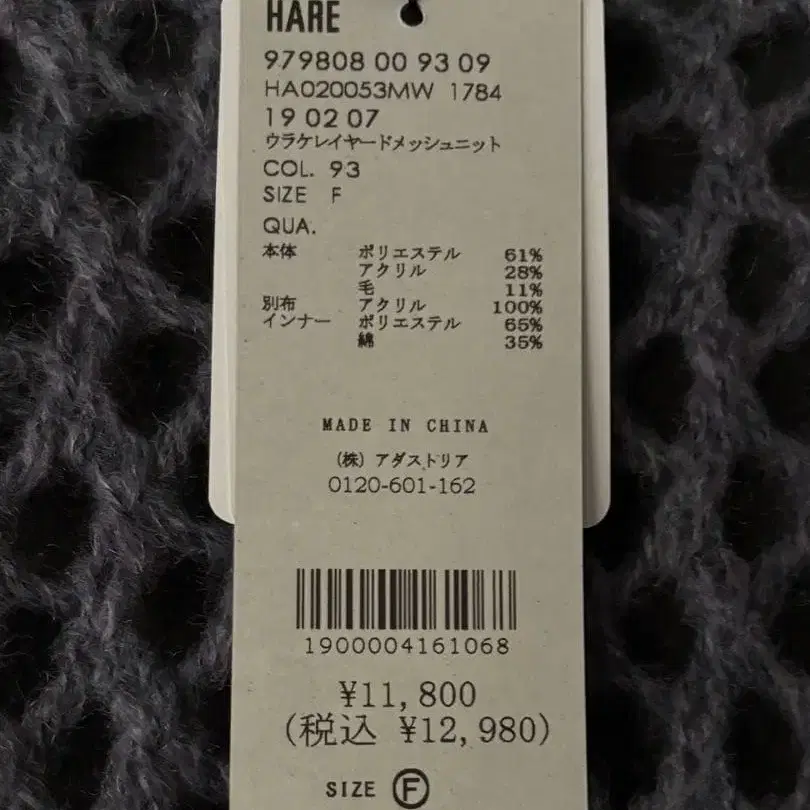 HARE
979808 00 93 09
HA020053MW 1784
19 02 07
ウラケレイヤードメッシュニット
COL. 93
SIZE F
QUA.
本体 ポリエステル 61%
アクリル 28%
毛 11%
別布 アクリル 100%
インナー ポリエステル 65%
綿 35%
MADE IN CHINA
(株) アダストリア
0120-601-162
1900004161068
¥11,800
(税込 ¥12,980)
SIZE F